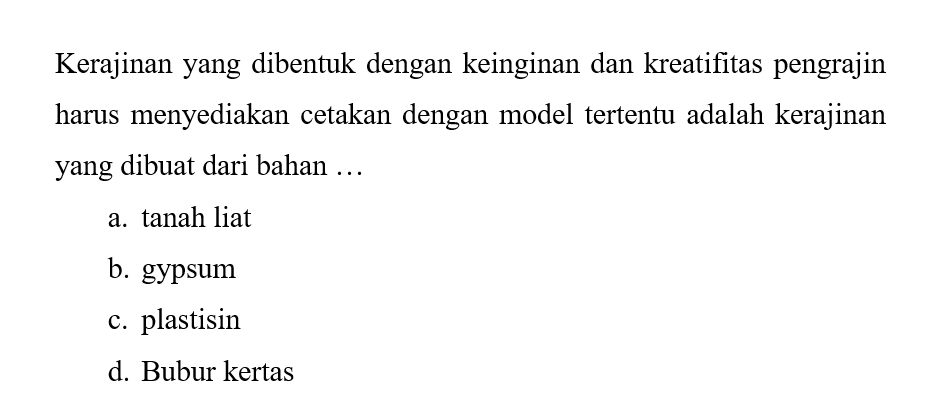 Kerajinan yang dibentuk dengan keinginan dan kreatifitas pengrajin
harus menyediakan cetakan dengan model tertentu adalah kerajinan
yang dibuat dari bahan …
a. tanah liat
b. gypsum
c. plastisin
d. Bubur kertas